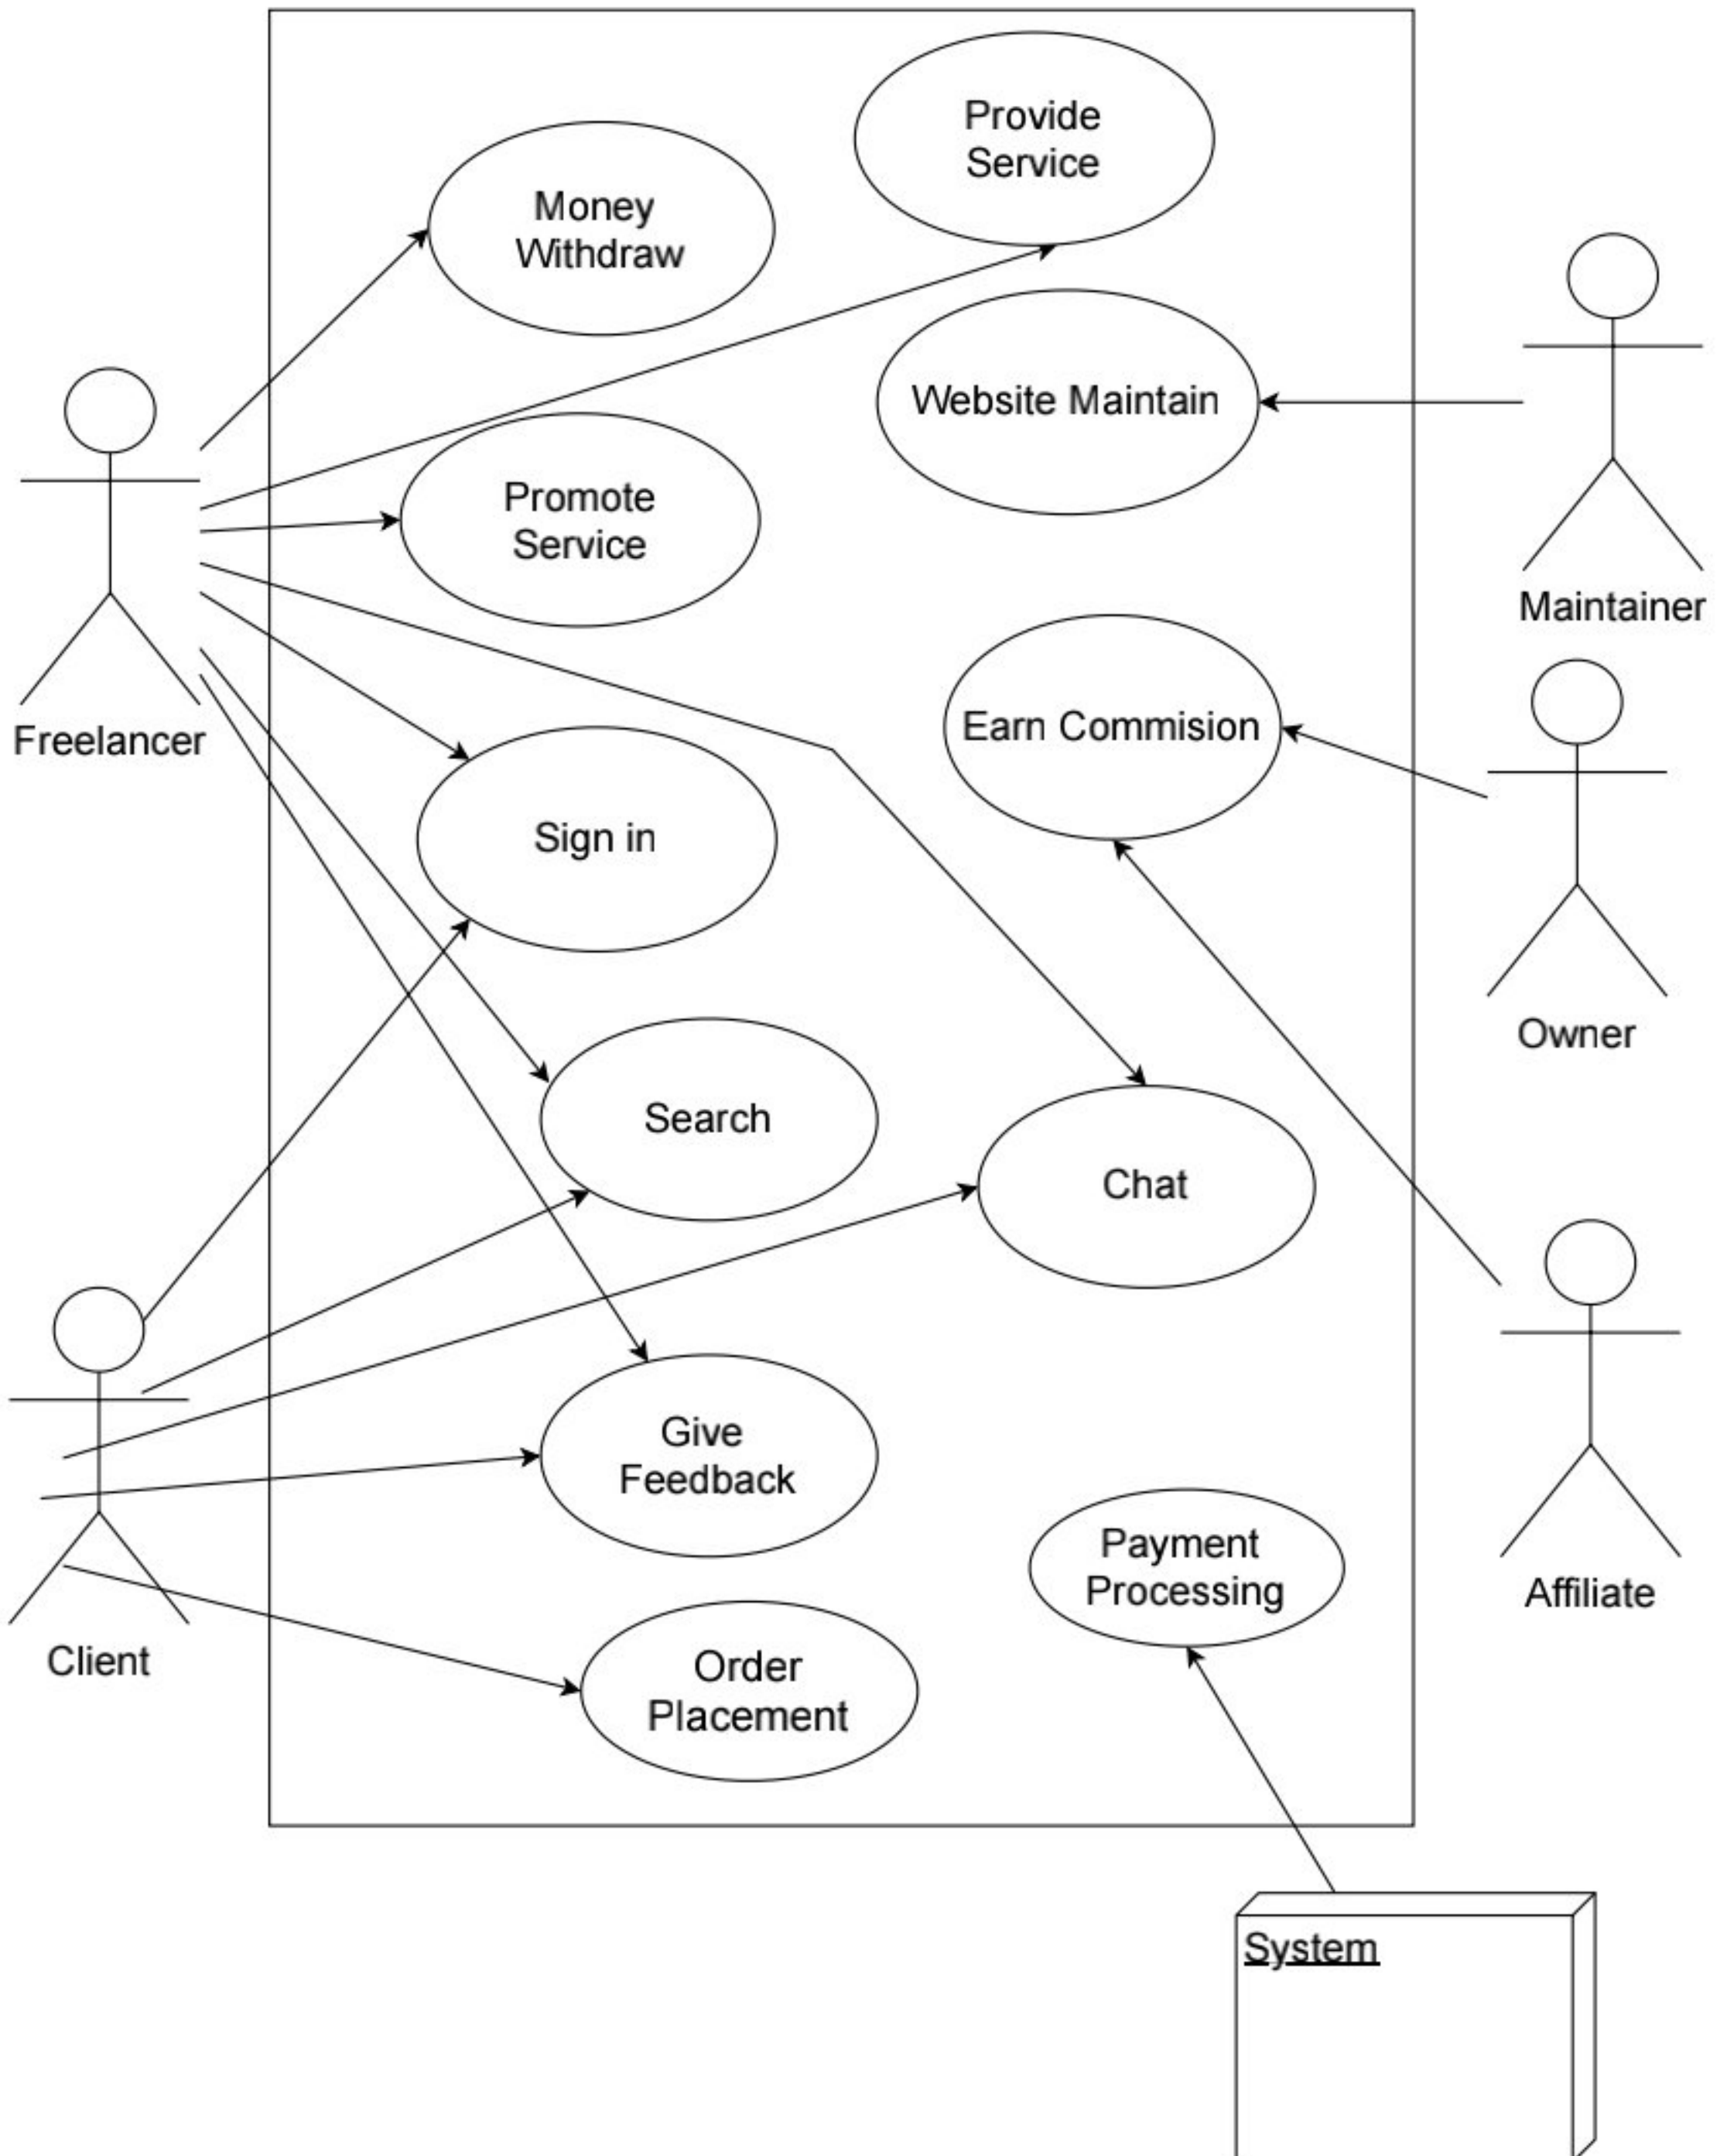 Provide
Service
Money
Withdraw
Website Maintain
Promote
Service
Maintainer
Freelancer
Earn Commision
Sign in
Owner
Search
Chat
Give
Feedback
Payment
Processing
Affiliate
Client
Order
Placement
System